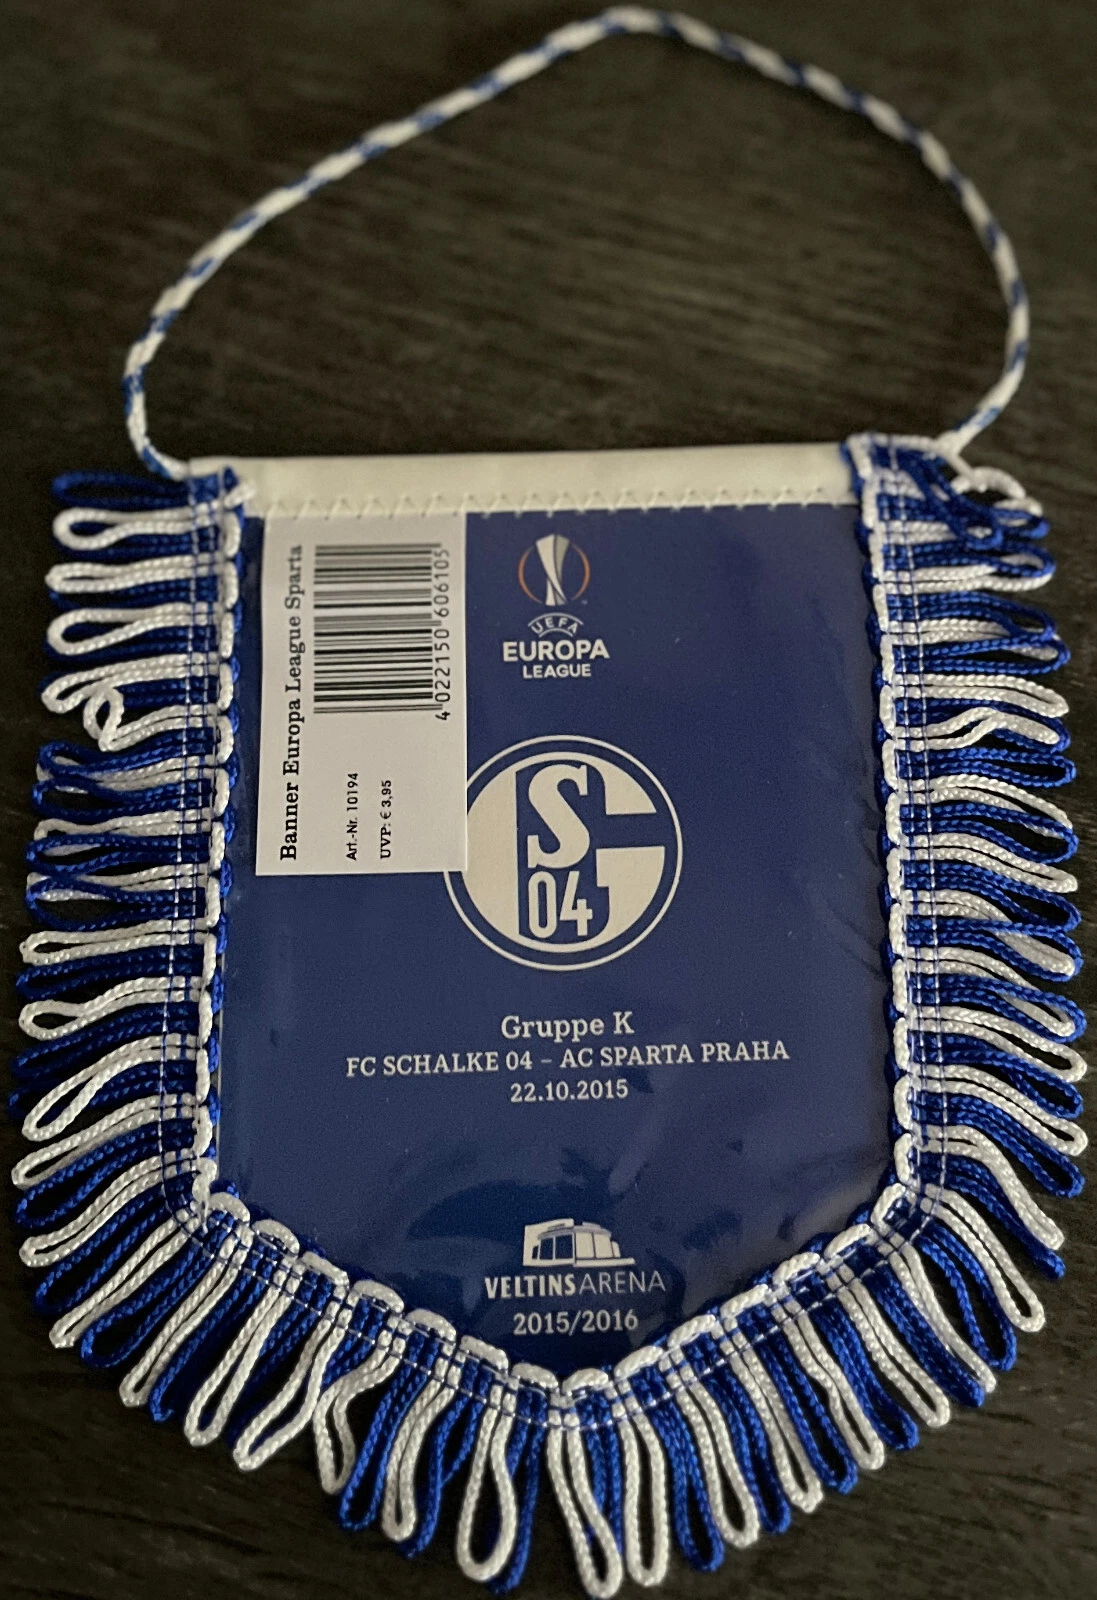 Banner Europa League Sparta
4 022150 606105
Art.-Nr. 10194
UVP: € 3,95
UEFA
EUROPA
LEAGUE
S
04
Gruppe K
FC SCHALKE 04 – AC SPARTA PRAHA
22.10.2015
VELTINSARENA
2015/2016